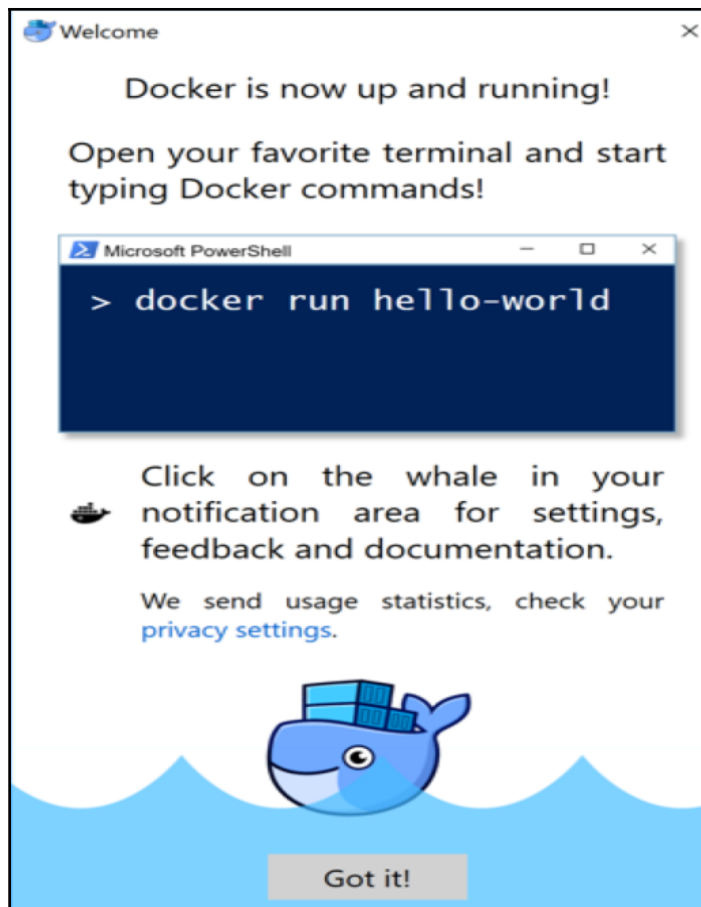 Welcome
Docker is now up and running!
Open your favorite terminal and start
typing Docker commands!
Microsoft PowerShell
> docker run hello-world
Click on the whale in your
notification area for settings,
feedback and documentation.
We send usage statistics, check your
privacy settings.
Got it!